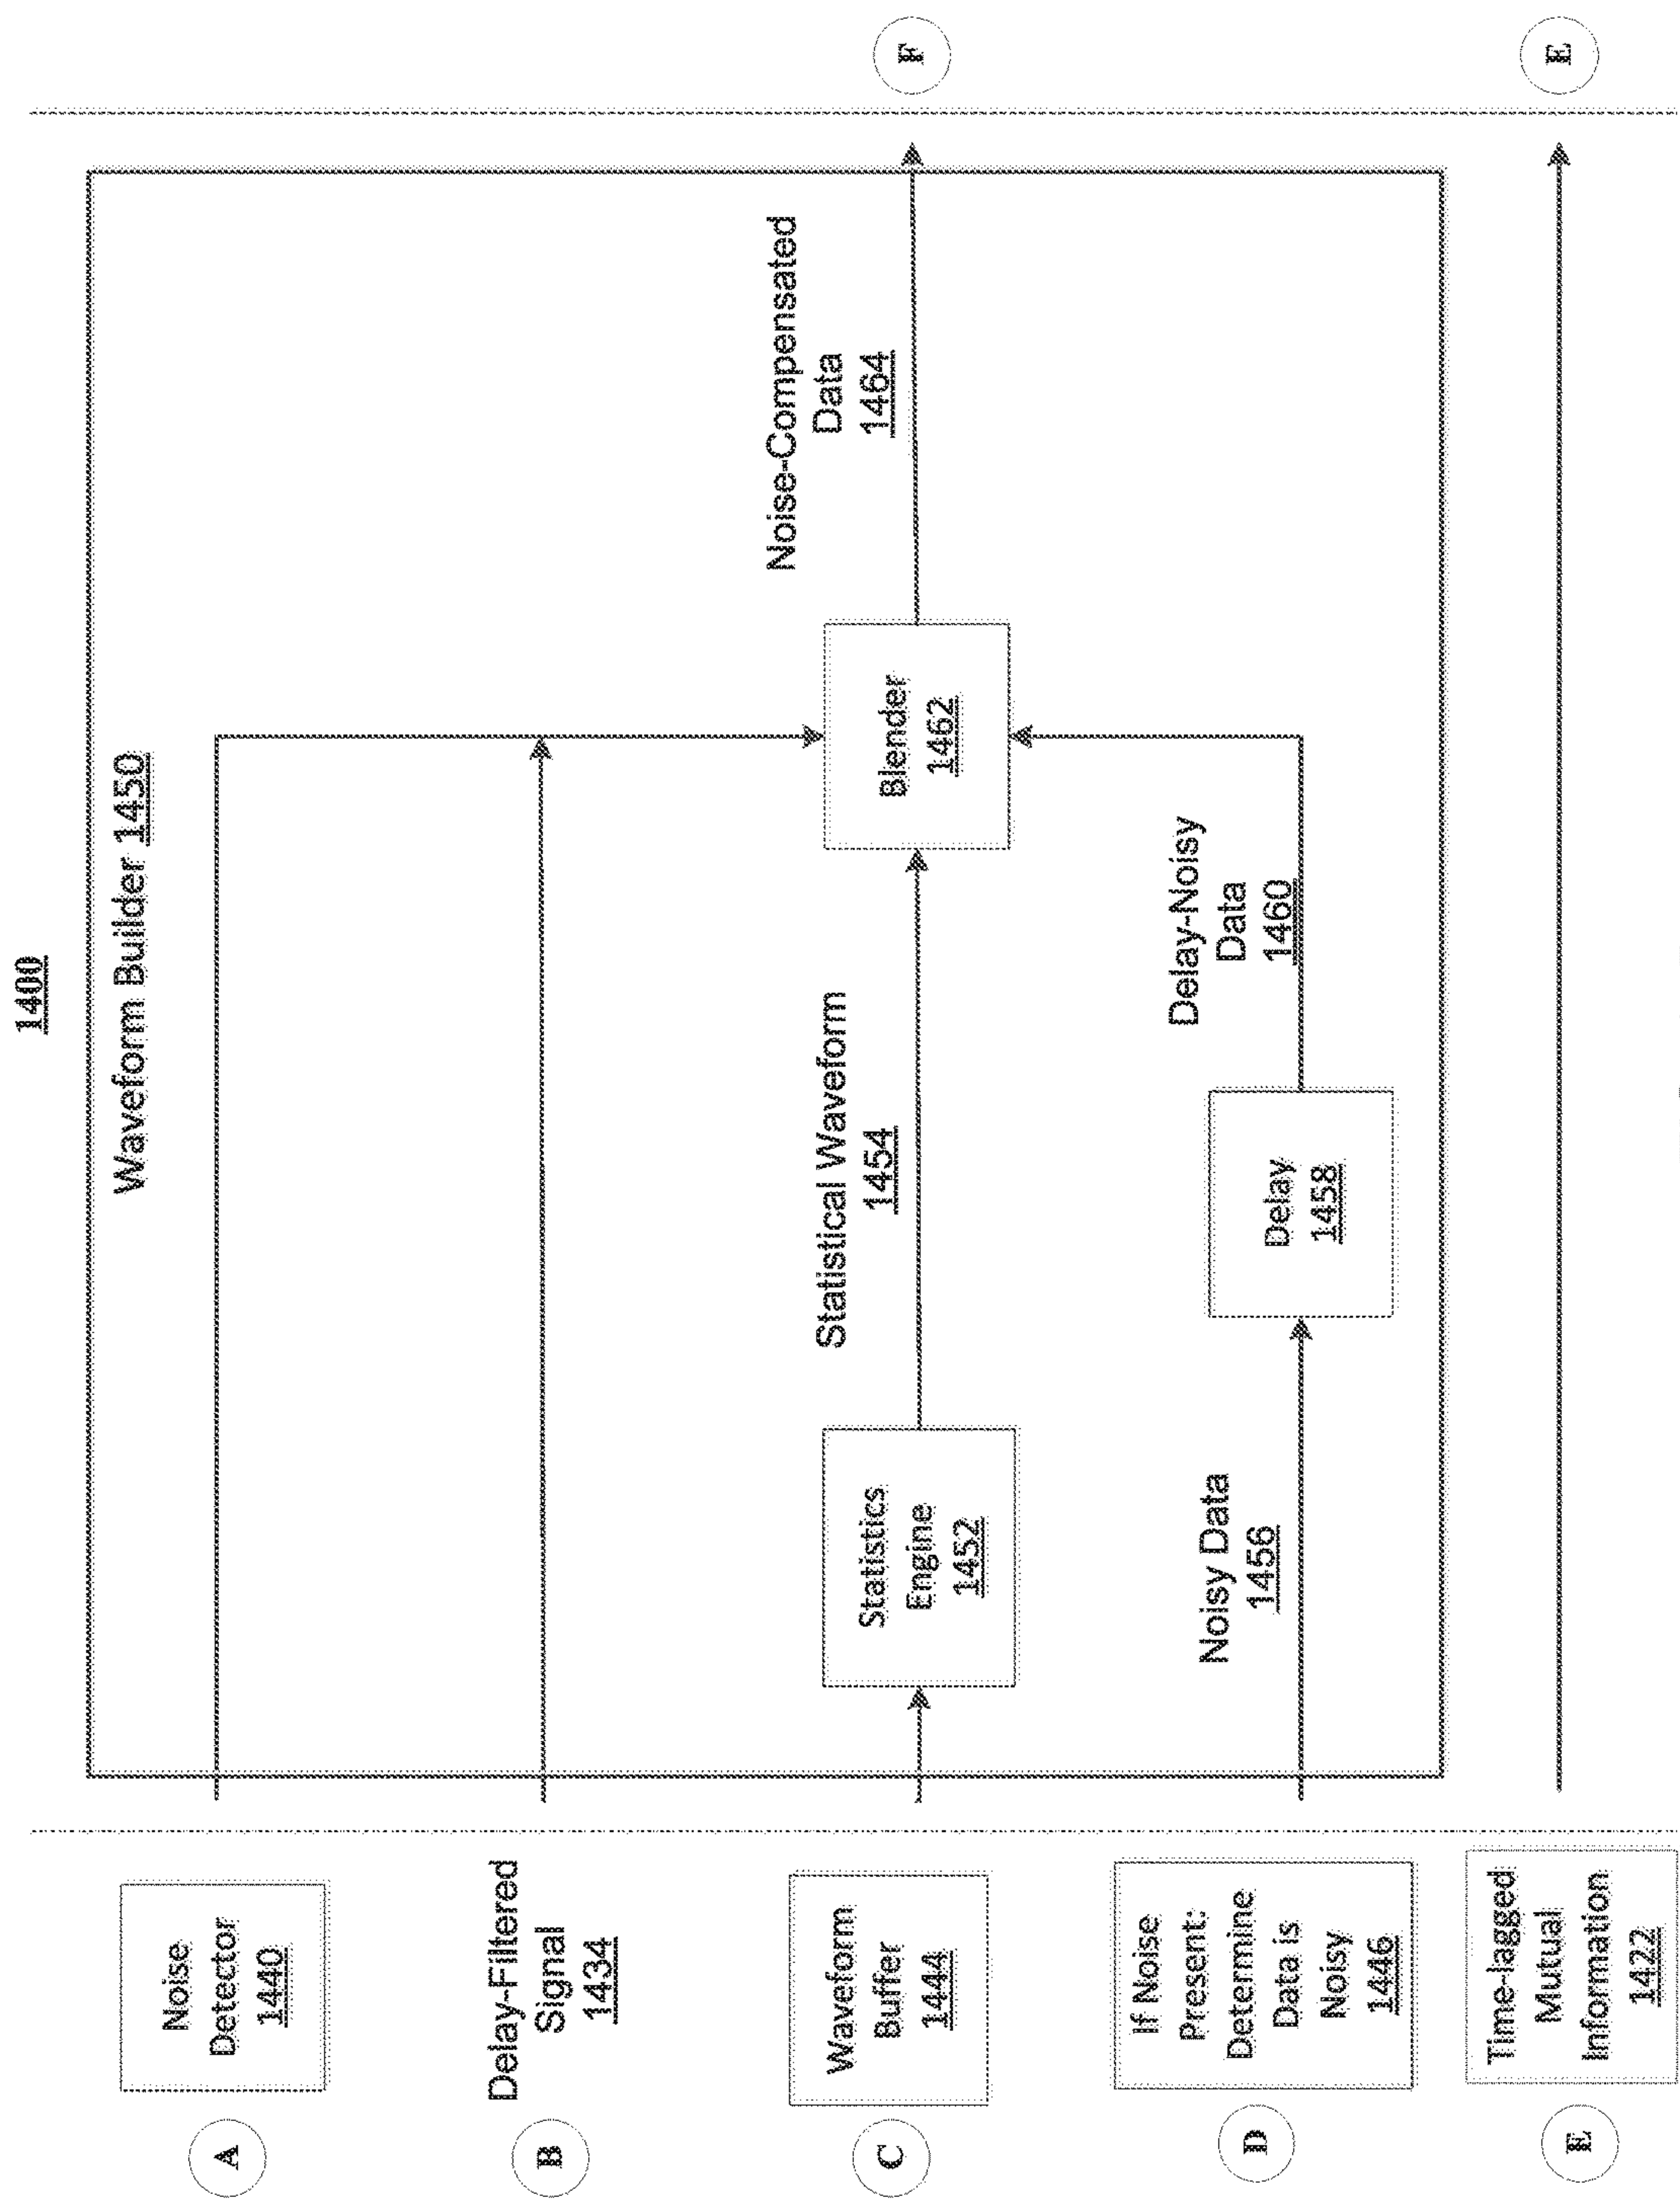 1400
Waveform Builder 1450
A
Noise
Detector
1440
B
Delay-Filtered
Signal
1434
C
Waveform
Buffer
1444
Statistics
Engine
1452
Statistical Waveform
1454
Blender
1462
Noise-Compensated
Data
1464
F
D
If Noise
Present:
Determine
Data is
Noisy
1446
Noisy Data
1456
Delay
1458
Delay-Noisy
Data
1460
E
Time-lagged
Mutual
Information
1422
E